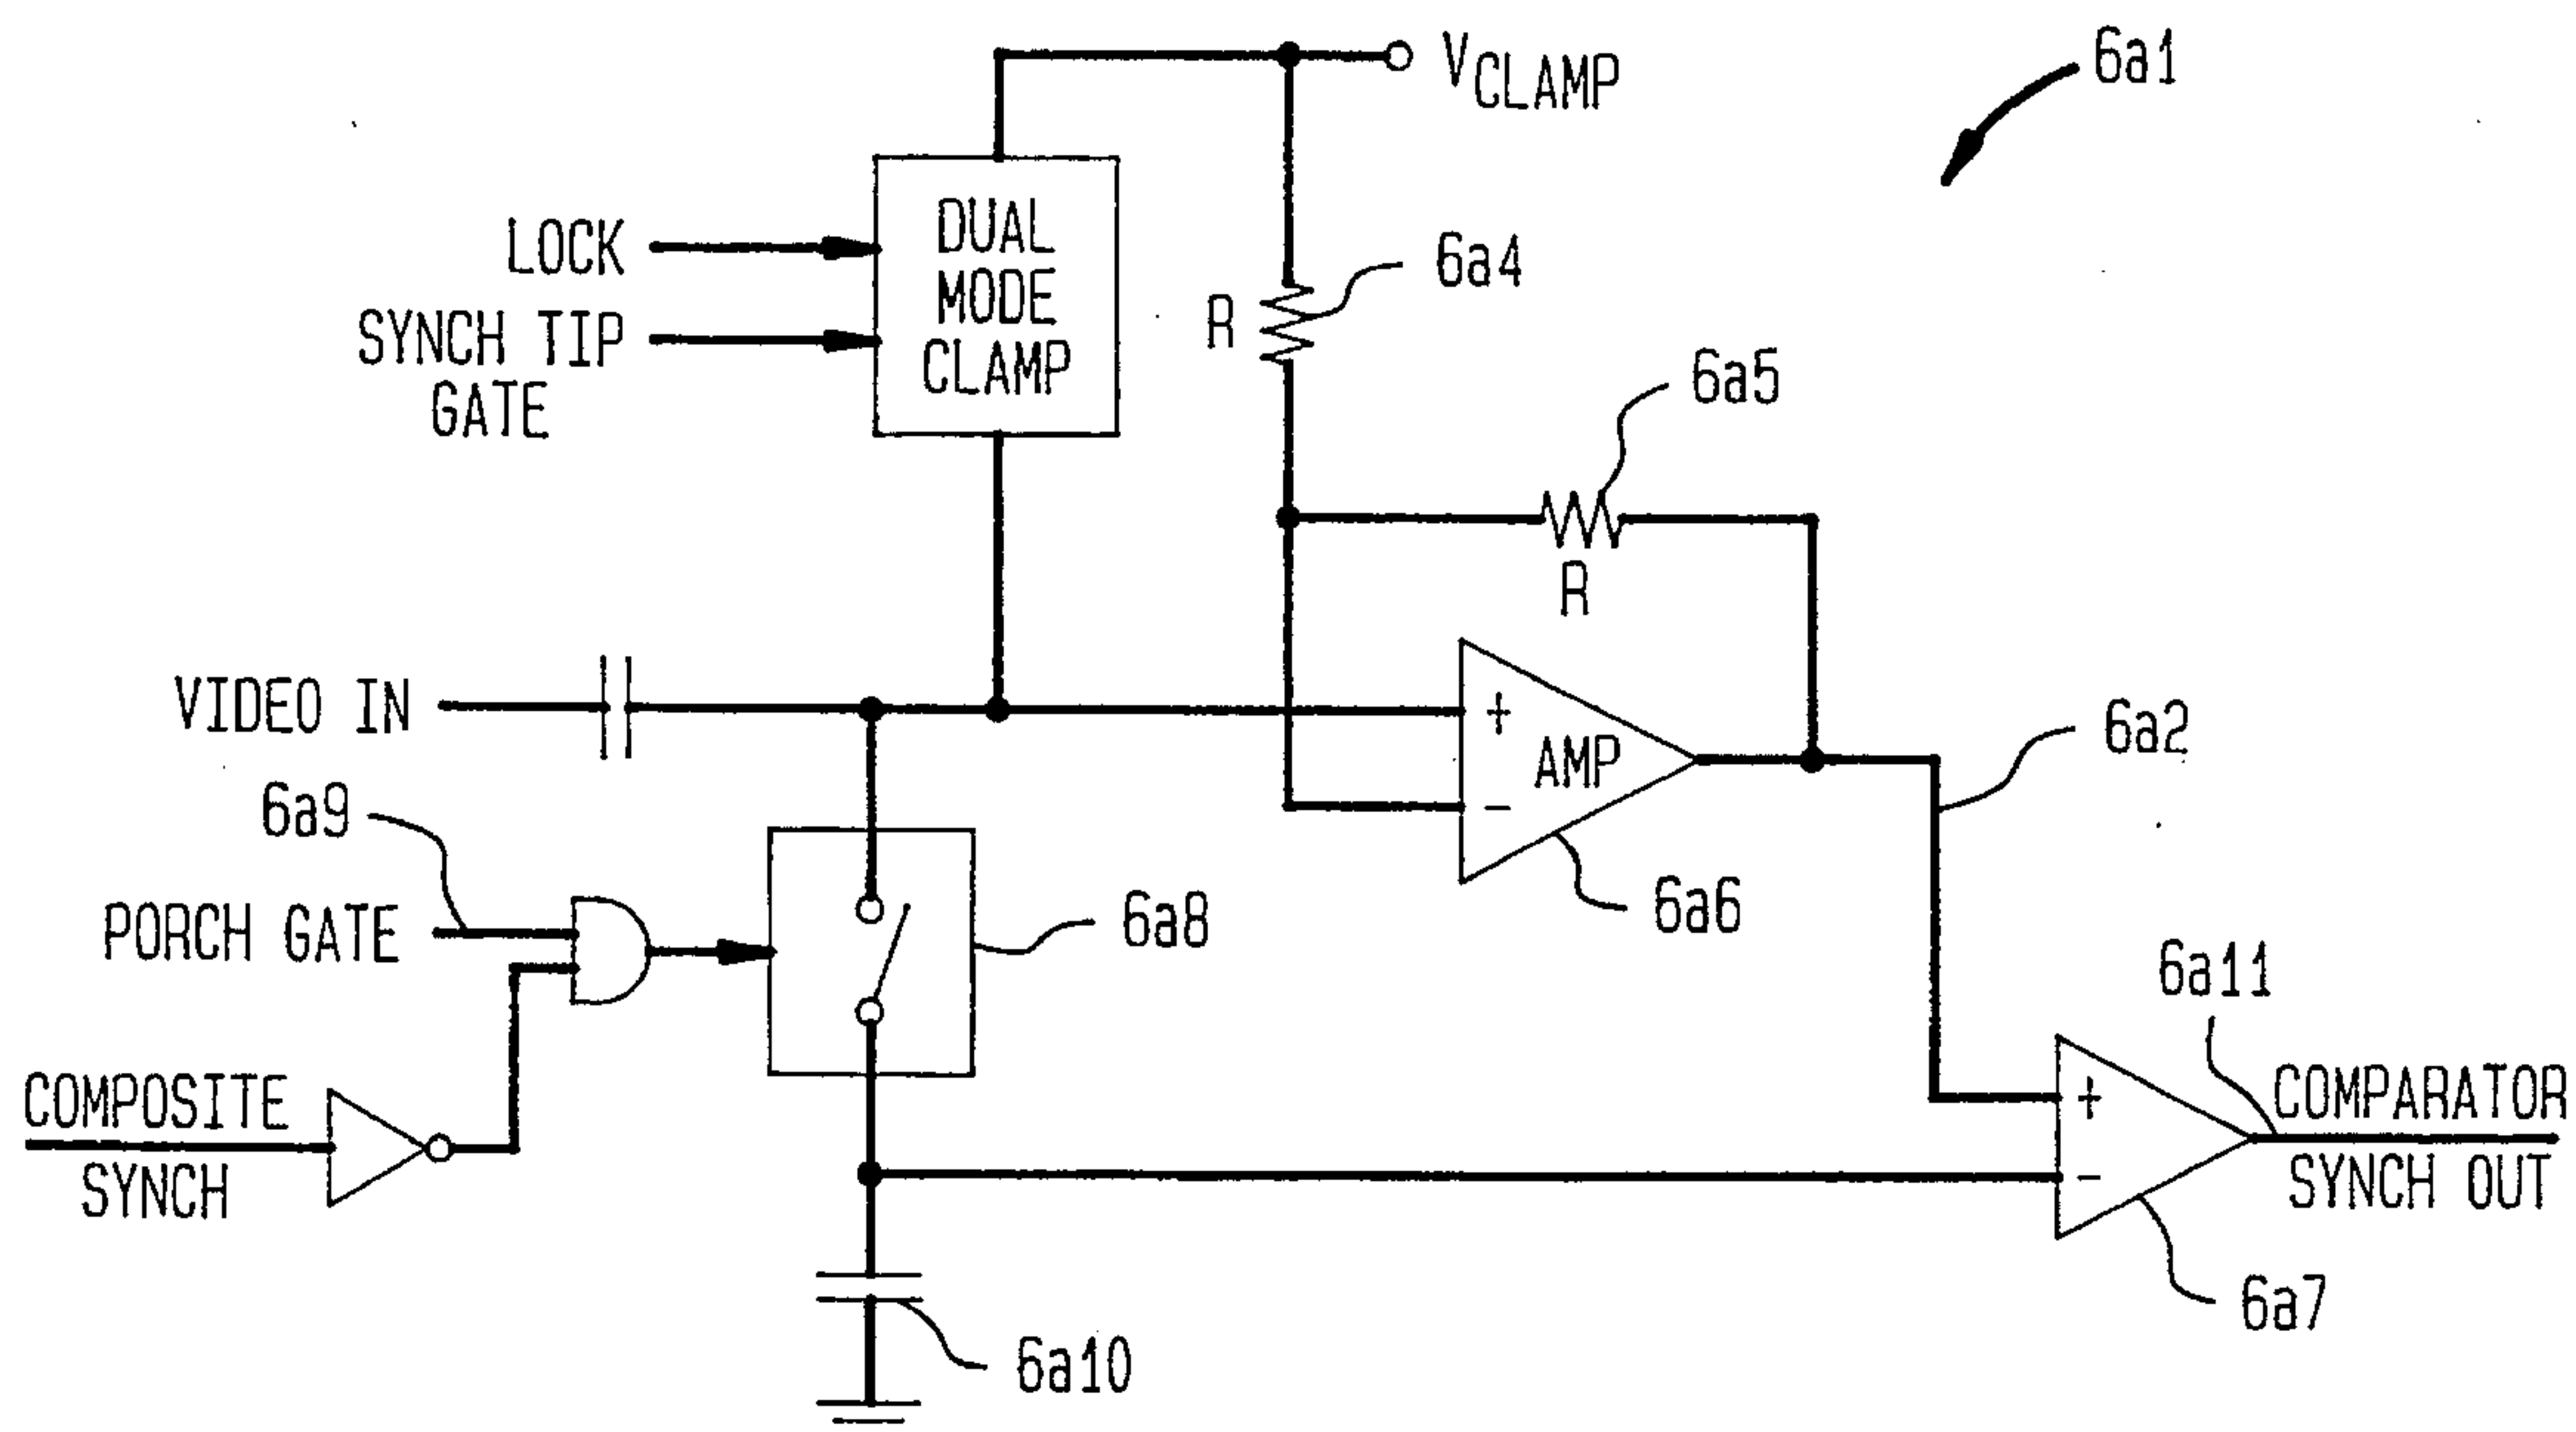 6a1
VCLAMP
DUAL
MODE
CLAMP
LOCK
SYNCH TIP
GATE
6a4
R
6a5
R
VIDEO IN
+
AMP
-
6a2
6a6
6a9
PORCH GATE
6a8
COMPOSITE
SYNCH
6a11
+
-
COMPARATOR
SYNCH OUT
6a7
6a10